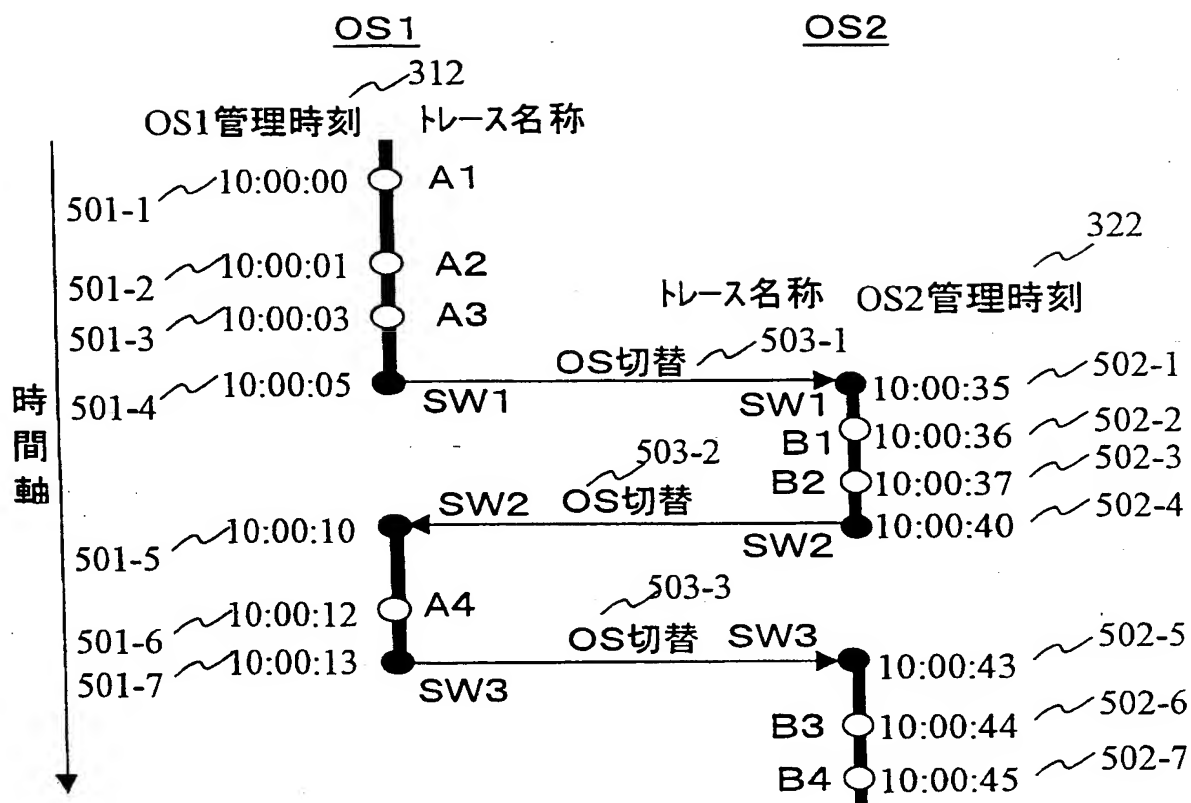 OS1
OS2
312
OS1管理時刻 トレース名称
501-1 10:00:00 A1
322
501-2 10:00:01 A2
トレース名称 OS2管理時刻
501-3 10:00:03 A3
OS切替 503-1
501-4 10:00:05 SW1 SW1 10:00:35 502-1
B1 10:00:36 502-2
503-2
B2 10:00:37 502-3
SW2 OS切替
501-5 10:00:10 SW2 10:00:40 502-4
503-3
501-6 10:00:12 A4
OS切替 SW3
501-7 10:00:13 SW3 10:00:43 502-5
B3 10:00:44 502-6
B4 10:00:45 502-7
時間軸